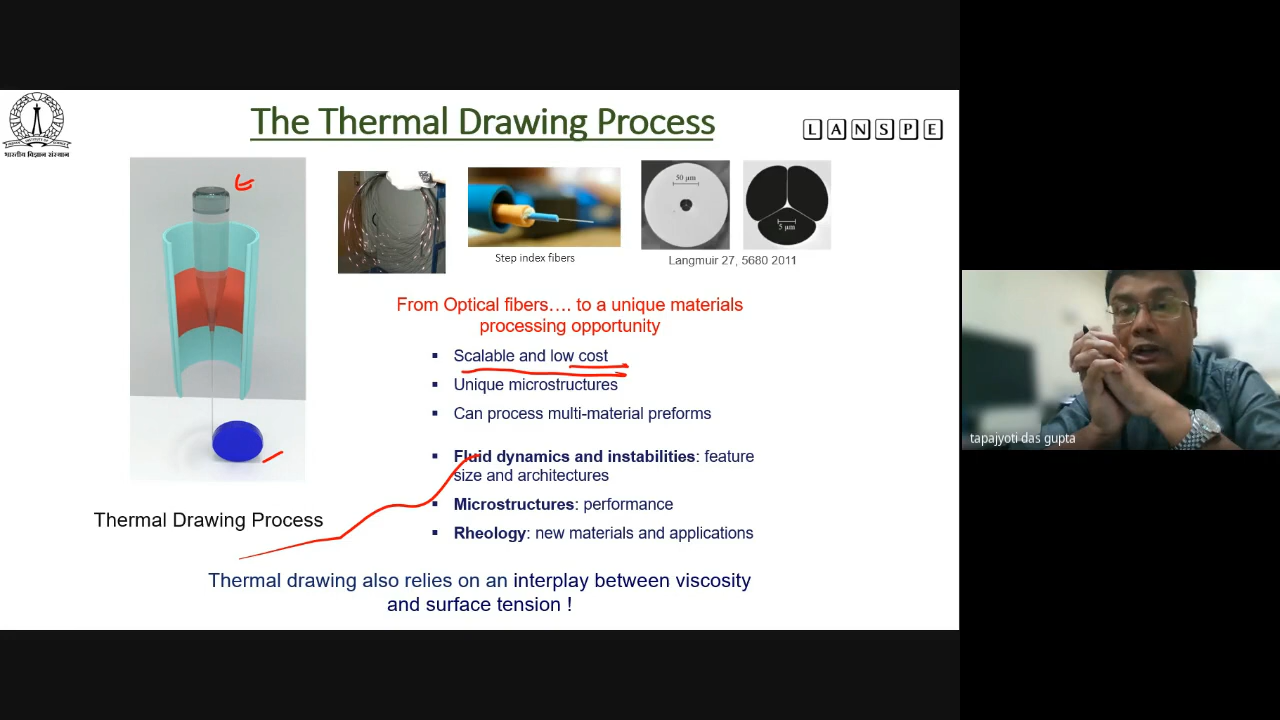 The Thermal Drawing Process
LANSPE
भारतीय विज्ञान संस्थान
50 μm
5 μm
Step index fibers
Langmuir 27, 5680 2011
From Optical fibers…. to a unique materials
processing opportunity
▪ Scalable and low cost
▪ Unique microstructures
▪ Can process multi-material preforms
▪ Fluid dynamics and instabilities: feature
size and architectures
▪ Microstructures: performance
▪ Rheology: new materials and applications
Thermal Drawing Process
Thermal drawing also relies on an interplay between viscosity
and surface tension !
tapajyoti das gupta